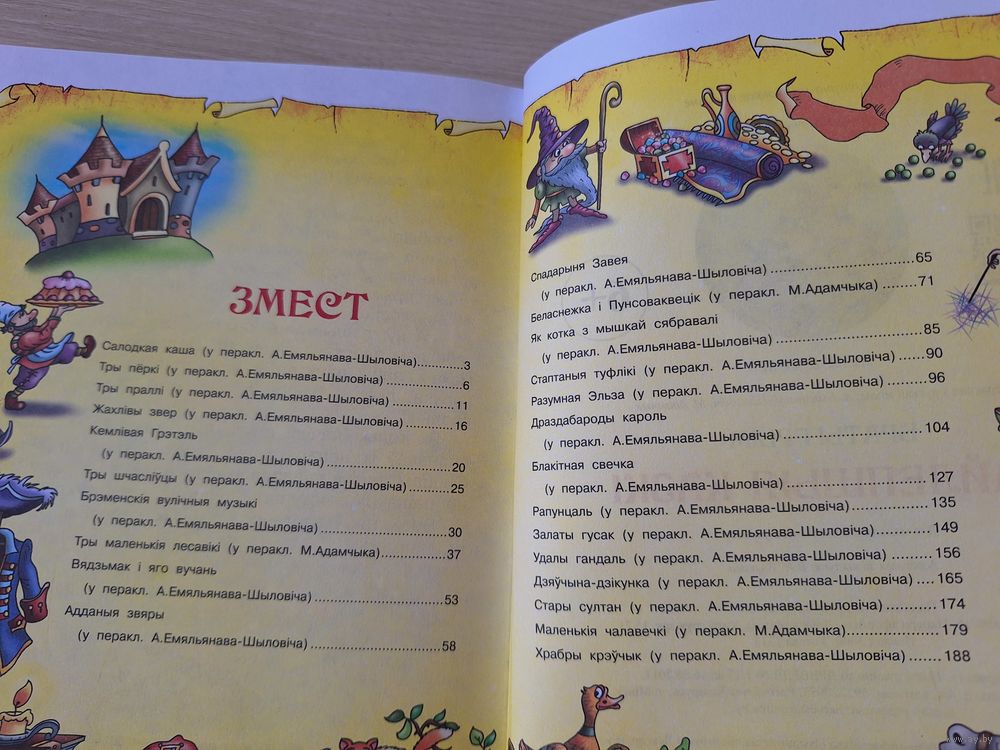 ЗМЕСТ
Салодкая каша (у перакл. А.Емяльянава-Шыловіча).............3
Тры пёркі (у перакл. А.Емяльянава-Шыловіча) ................6
Тры праллі (у перакл. А.Емяльянава-Шыловіча) ................11
Жахлівы звер (у перакл. А.Емяльянава-Шыловіча) .............16
Кемлівая Грэтэль
(у перакл. А.Емяльянава-Шыловіча) ........................20
Тры шчасліўцы (у перакл. А.Емяльянава-Шыловіча)...........25
Брэменскія вулічныя музыкі
(у перакл. А.Емяльянава-Шыловіча) ........................30
Тры маленькія лесавікі (у перакл. М.Адамчыка)................37
Вядзьмак і яго вучань
(у перакл. А.Емяльянава-Шыловіча) ........................53
Адданыя звяры
(у перакл. А.Емяльянава-Шыловіча) ........................58
Спадарыня Завея
(у перакл. А.Емяльянава-Шыловіча) ........................65
Беласнежка і Пунсоваквецік (у перакл. М.Адамчыка) ........71
Як котка з мышкай сябравалі
(у перакл. А.Емяльянава-Шыловіча) ........................85
Стаптаныя туфлікі (у перакл. А.Емяльянава-Шыловіча) ......90
Разумная Эльза (у перакл. А.Емяльянава-Шыловіча) .........96
Драздабароды кароль
(у перакл. А.Емяльянава-Шыловіча) ........................104
Блакітная свечка
(у перакл. А.Емяльянава-Шыловіча) ........................127
Рапунцаль (у перакл. А.Емяльянава-Шыловіча)................135
Залаты гусак (у перакл. А.Емяльянава-Шыловіча) ...........149
Удалы гандаль (у перакл. А.Емяльянава-Шыловіча) .........156
Дзяўчына-дзікунка (у перакл. А.Емяльянава-Шыловіча) ....165
Стары султан (у перакл. А.Емяльянава-Шыловіча) ..........174
Маленькія чалавечкі (у перакл. М.Адамчыка)..................179
Храбры крэўчык (у перакл. А.Емяльянава-Шыловіча) .......188
www.ay.by